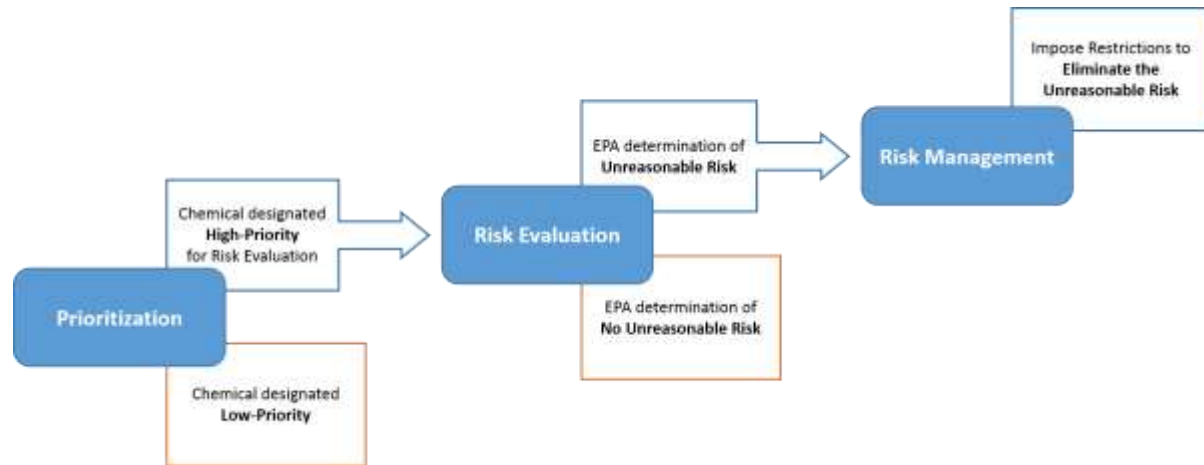 Prioritization
Chemical designated
High-Priority
for Risk Evaluation
Chemical designated
Low-Priority
Risk Evaluation
EPA determination of
Unreasonable Risk
EPA determination of
No Unreasonable Risk
Risk Management
Impose Restrictions to
Eliminate the
Unreasonable Risk